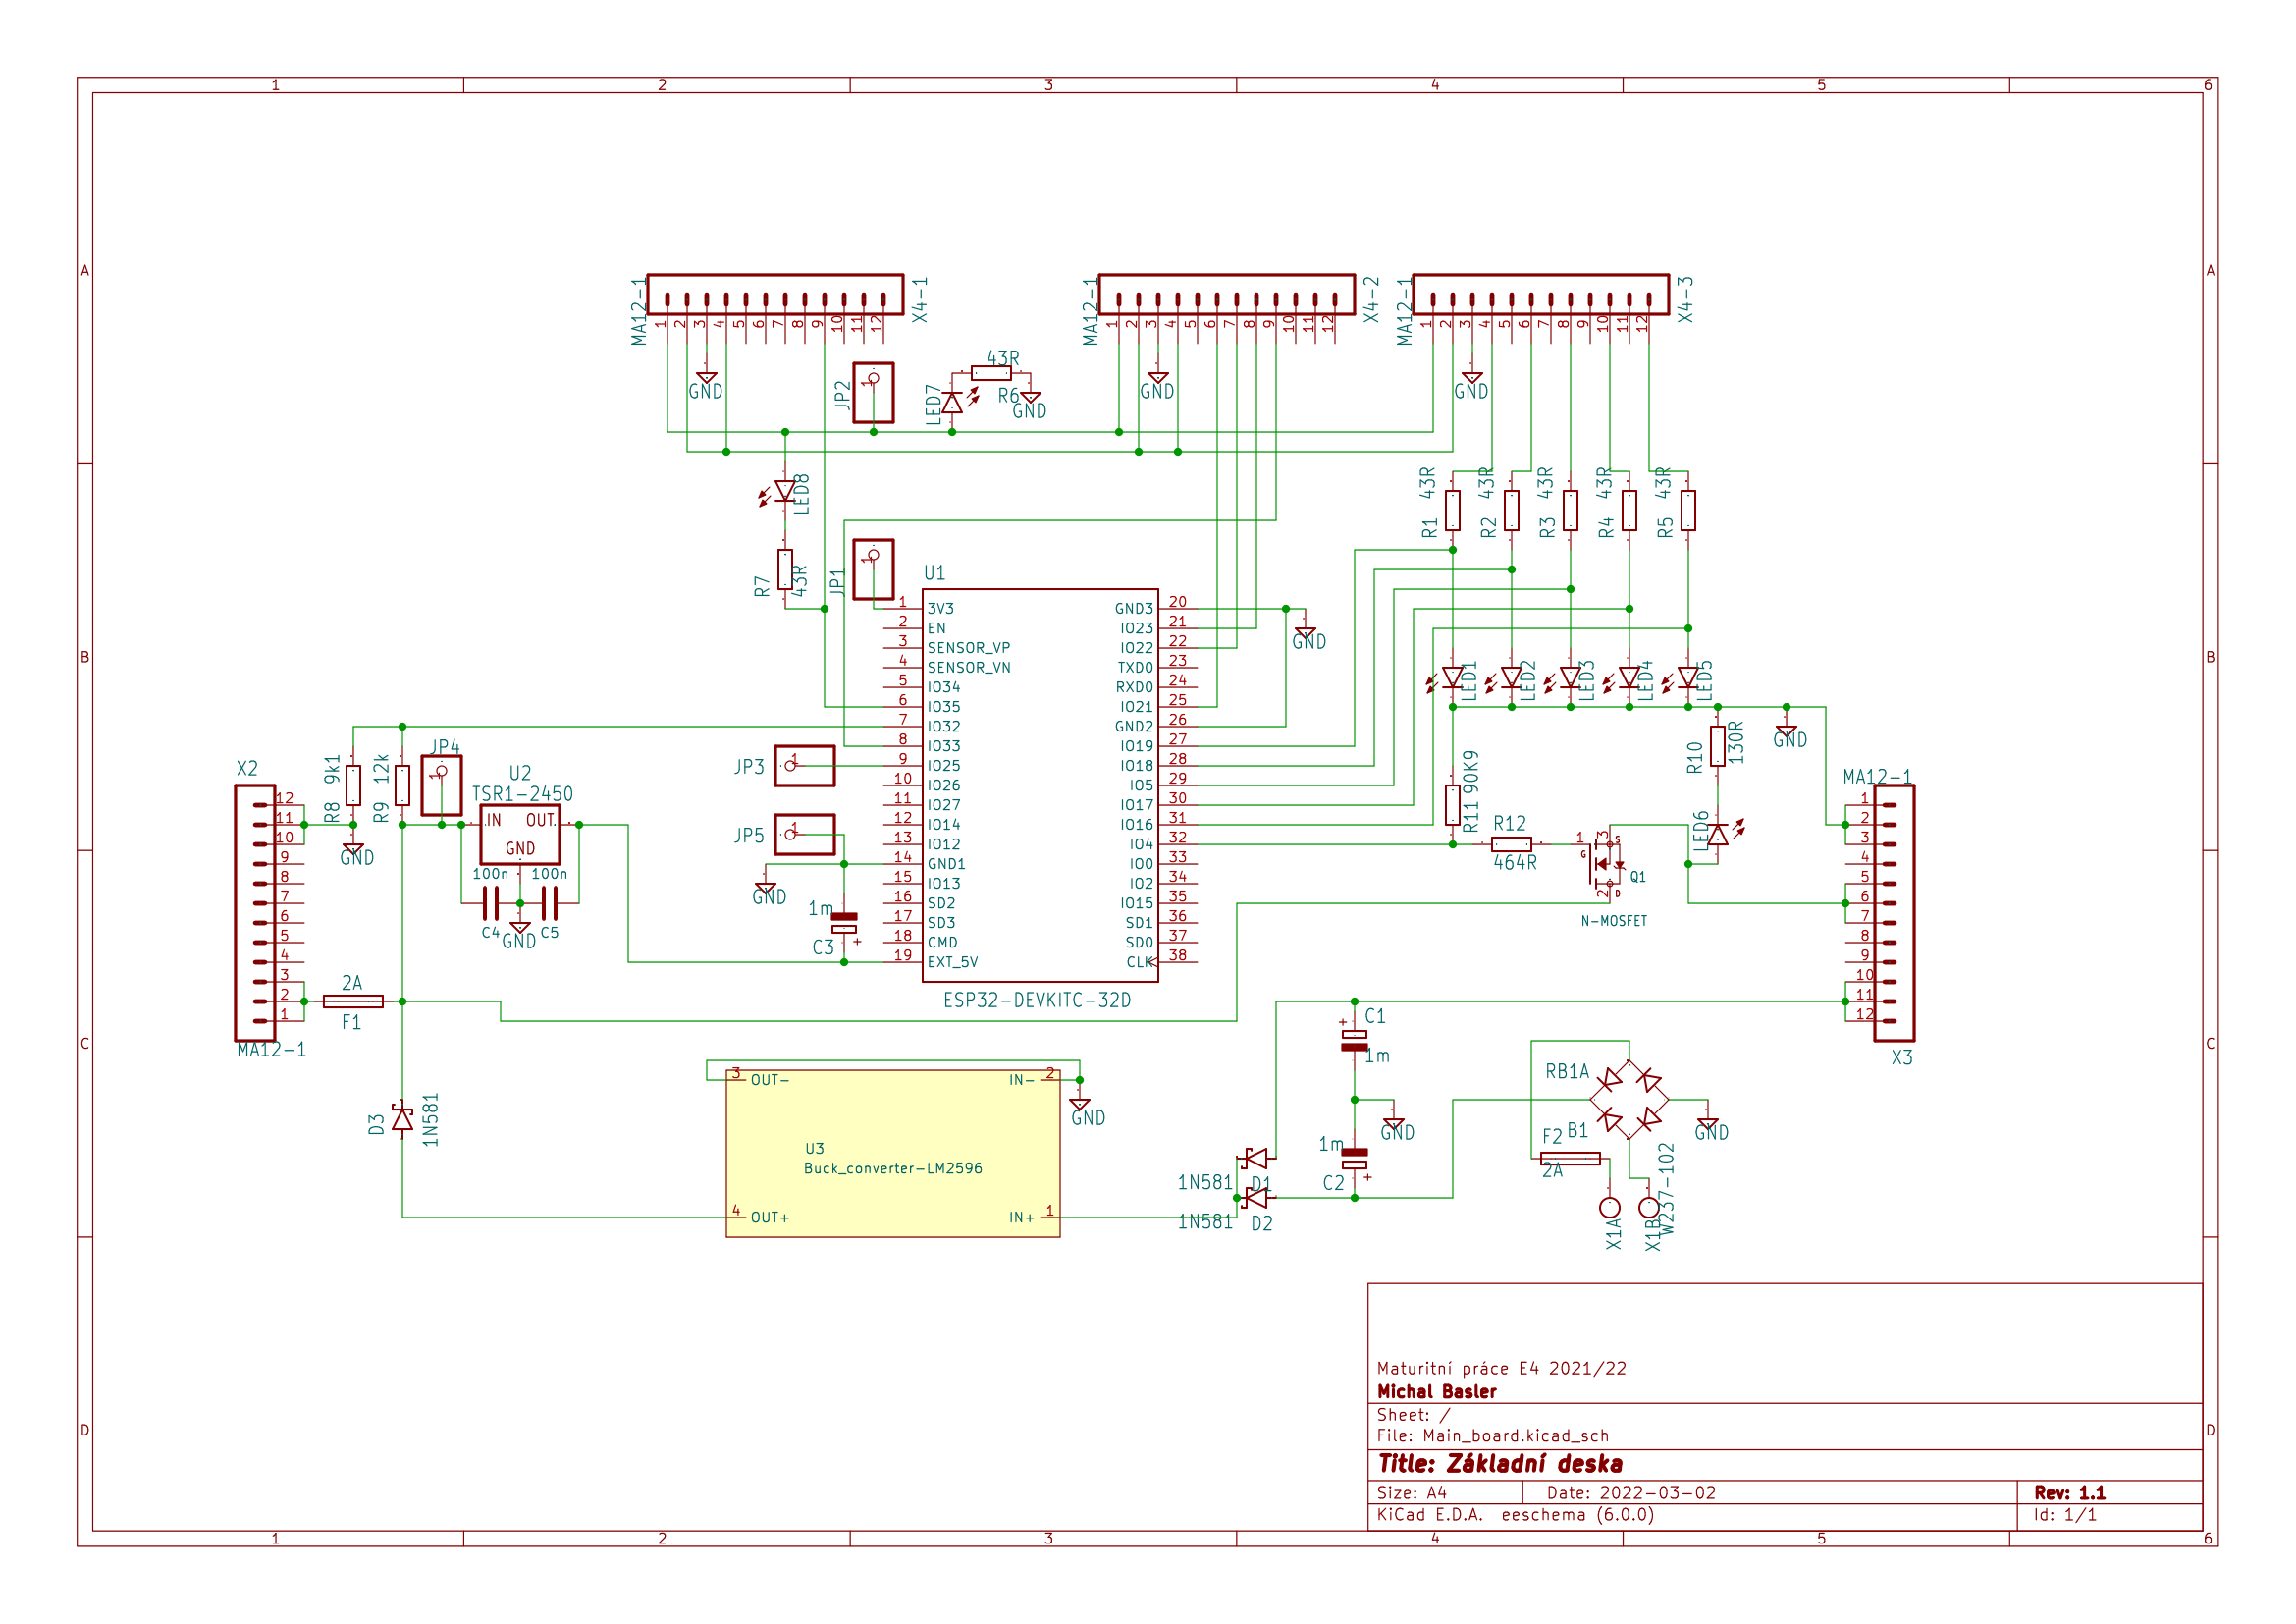 1 2 3 4 5 6
A A
MA12-1 X4-1
1 2 3 4 5 6 7 8 9 10 11 12
MA12-1 X4-2
1 2 3 4 5 6 7 8 9 10 11 12
MA12-1 X4-3
1 2 3 4 5 6 7 8 9 10 11 12
GND
JP2
1
LED7
43R
R6
GND
GND
GND
LED8
R7
43R
JP1
1
R1 43R
R2 43R
R3 43R
R4 43R
R5 43R
B B
U1
1 3V3
2 EN
3 SENSOR_VP
4 SENSOR_VN
5 IO34
6 IO35
7 IO32
8 IO33
9 IO25
10 IO26
11 IO27
12 IO14
13 IO12
14 GND1
15 IO13
16 SD2
17 SD3
18 CMD
19 EXT_5V
GND3 20
IO23 21
IO22 22
TXD0 23
RXD0 24
IO21 25
GND2 26
IO19 27
IO18 28
IO5 29
IO17 30
IO16 31
IO4 32
IO0 33
IO2 34
IO15 35
SD1 36
SD0 37
CLK 38
ESP32-DEVKITC-32D
GND
LED1
LED2
LED3
LED4
LED5
R10
130R
GND
LED6
R11 90K9
R12
464R
1 3 2
G S D
Q1
N-MOSFET
JP3
1
JP5
1
GND
1m
C3
+
X2
12
11
10
9
8
7
6
5
4
3
2
1
MA12-1
R8 9k1
R9 12k
GND
JP4
1
U2
TSR1-2450
IN OUT
GND
100n 100n
C4 C5
GND
2A
F1
MA12-1
1
2
3
4
5
6
7
8
9
10
11
12
X3
C C
D3
1N581
3 OUT-
IN- 2
U3
Buck_converter-LM2596
4 OUT+
IN+ 1
GND
+ C1
1m
GND
1m
C2 +
1N581 D1
1N581 D2
RB1A
B1
F2
2A
GND
W237-102
X1A
X1B
D D
Maturitní práce E4 2021/22
Michal Basler
Sheet: /
File: Main_board.kicad_sch
Title: Základní deska
Size: A4 Date: 2022-03-02 Rev: 1.1
KiCad E.D.A. eeschema (6.0.0) Id: 1/1
1 2 3 4 5 6